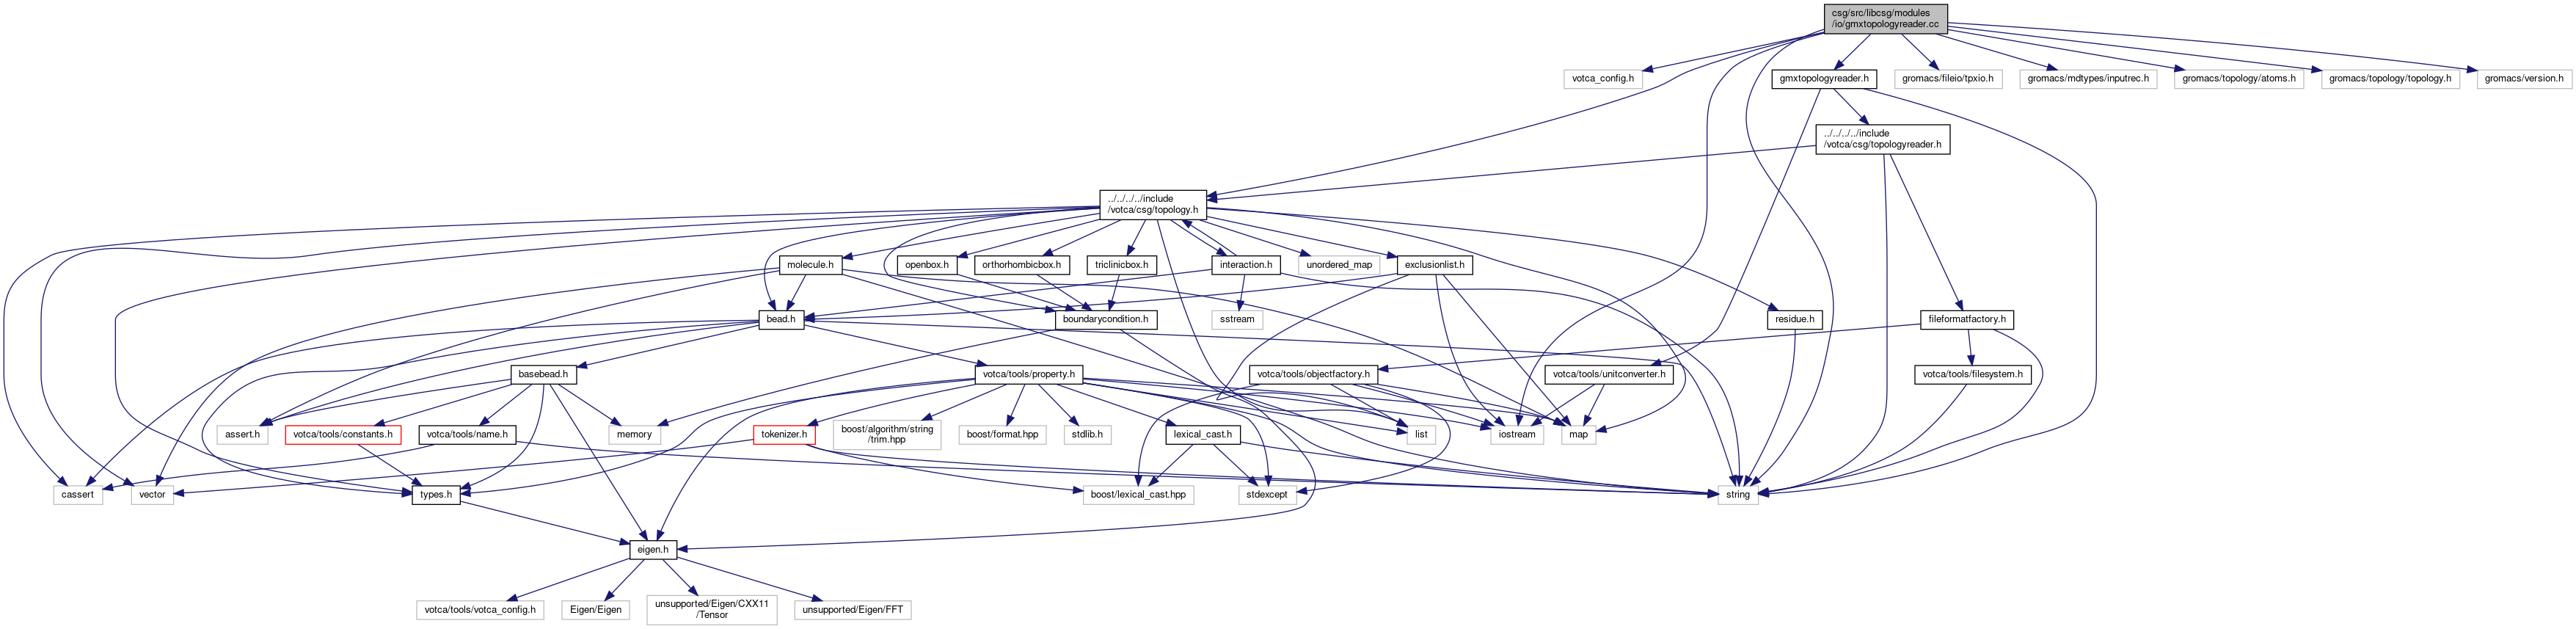 csg/src/libcsg/modules
/io/gmxtopologyreader.cc
votca_config.h
gmxtopologyreader.h
gromacs/fileio/tpxio.h
gromacs/mdtypes/inputrec.h
gromacs/topology/atoms.h
gromacs/topology/topology.h
gromacs/version.h
../../../../include
/votca/csg/topologyreader.h
../../../../include
/votca/csg/topology.h
molecule.h
openbox.h
orthorhombicbox.h
triclinicbox.h
interaction.h
unordered_map
exclusionlist.h
bead.h
boundarycondition.h
sstream
residue.h
fileformatfactory.h
basebead.h
votca/tools/property.h
votca/tools/objectfactory.h
votca/tools/unitconverter.h
votca/tools/filesystem.h
assert.h
votca/tools/constants.h
votca/tools/name.h
memory
tokenizer.h
boost/algorithm/string
/trim.hpp
boost/format.hpp
stdlib.h
lexical_cast.h
list
iostream
map
cassert
vector
types.h
boost/lexical_cast.hpp
stdexcept
string
eigen.h
votca/tools/votca_config.h
Eigen/Eigen
unsupported/Eigen/CXX11
/Tensor
unsupported/Eigen/FFT